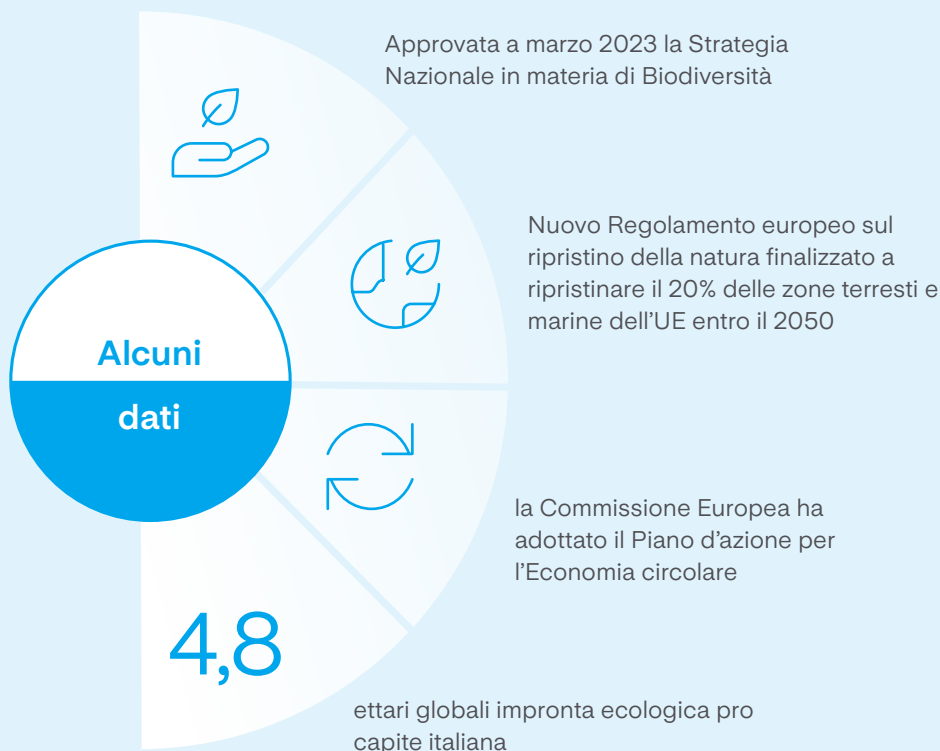 Approvata a marzo 2023 la Strategia
Nazionale in materia di Biodiversità
Nuovo Regolamento europeo sul
ripristino della natura finalizzato a
ripristinare il 20% delle zone terresti e
marine dell'UE entro il 2050
Alcuni
dati
la Commissione Europea ha
adottato il Piano d'azione per
l'Economia circolare
4,8
ettari globali impronta ecologica pro
capite italiana